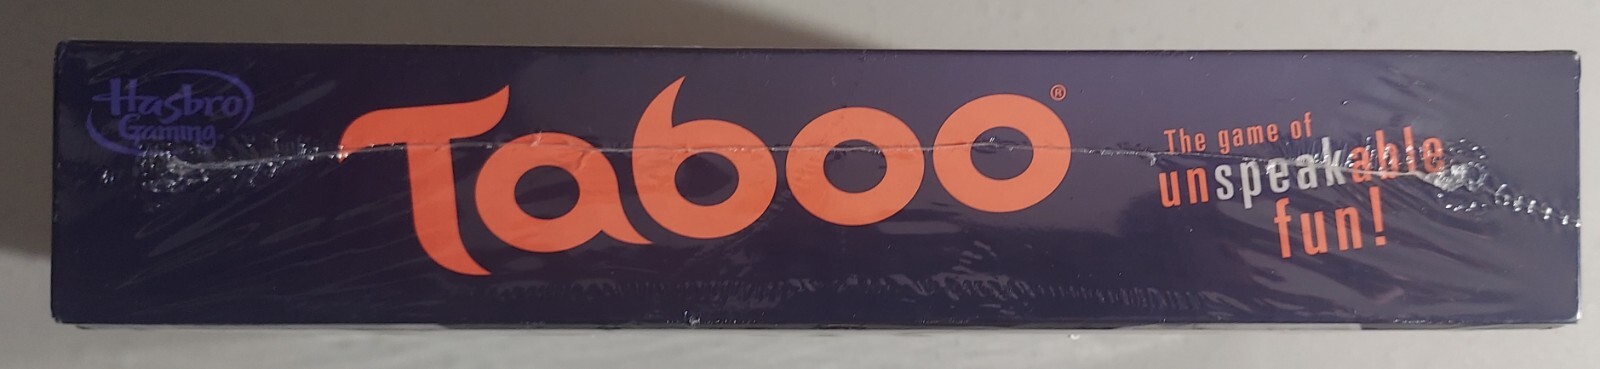 Hasbro
Gaming
Taboo®
The game of
unspeakable
fun!